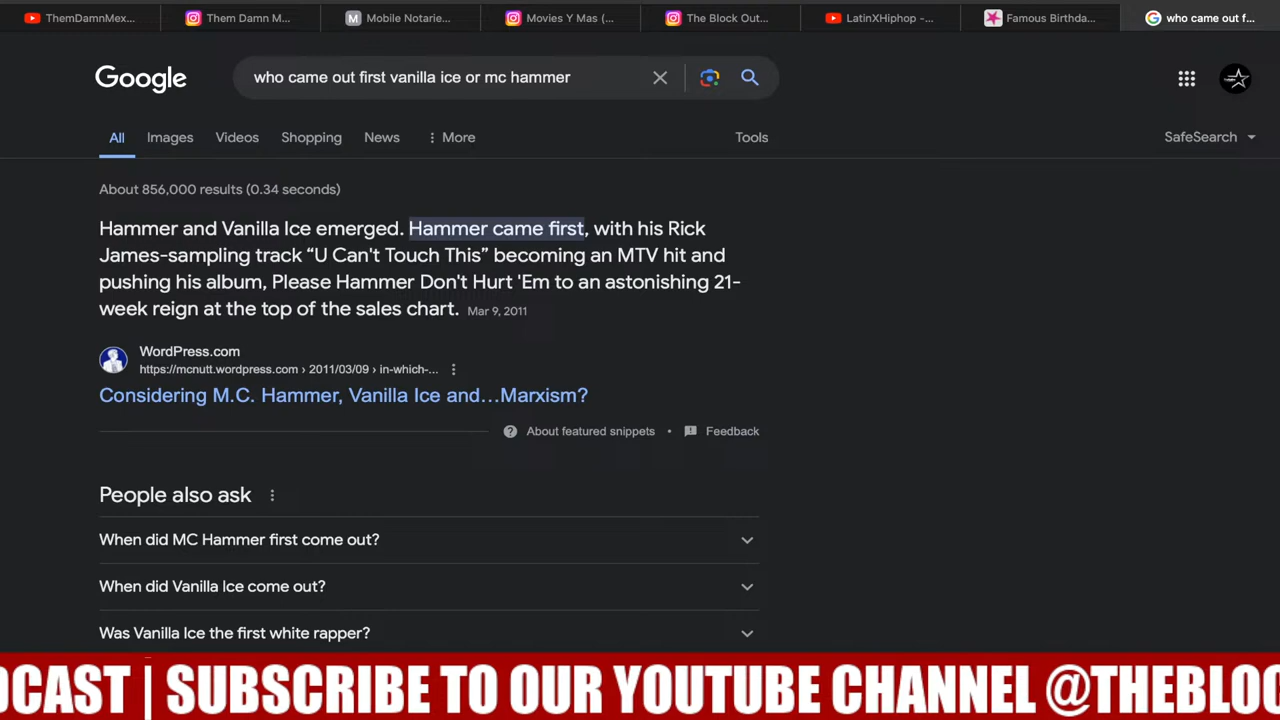 ThemDamnMex...
Them Damn M...
Mobile Notarie...
Movies Y Mas (...
The Block Out...
LatinXHiphop -...
Famous Birthda...
who came out f...
Google
who came out first vanilla ice or mc hammer
All
Images
Videos
Shopping
News
More
Tools
SafeSearch
About 856,000 results (0.34 seconds)
Hammer and Vanilla Ice emerged. Hammer came first, with his Rick
James-sampling track “U Can't Touch This” becoming an MTV hit and
pushing his album, Please Hammer Don't Hurt 'Em to an astonishing 21-
week reign at the top of the sales chart. Mar 9, 2011
WordPress.com
https://mcnutt.wordpress.com › 2011/03/09 › in-which-...
Considering M.C. Hammer, Vanilla Ice and…Marxism?
About featured snippets • Feedback
People also ask
When did MC Hammer first come out?
When did Vanilla Ice come out?
Was Vanilla Ice the first white rapper?
DCAST | SUBSCRIBE TO OUR YOUTUBE CHANNEL @THEBLOC